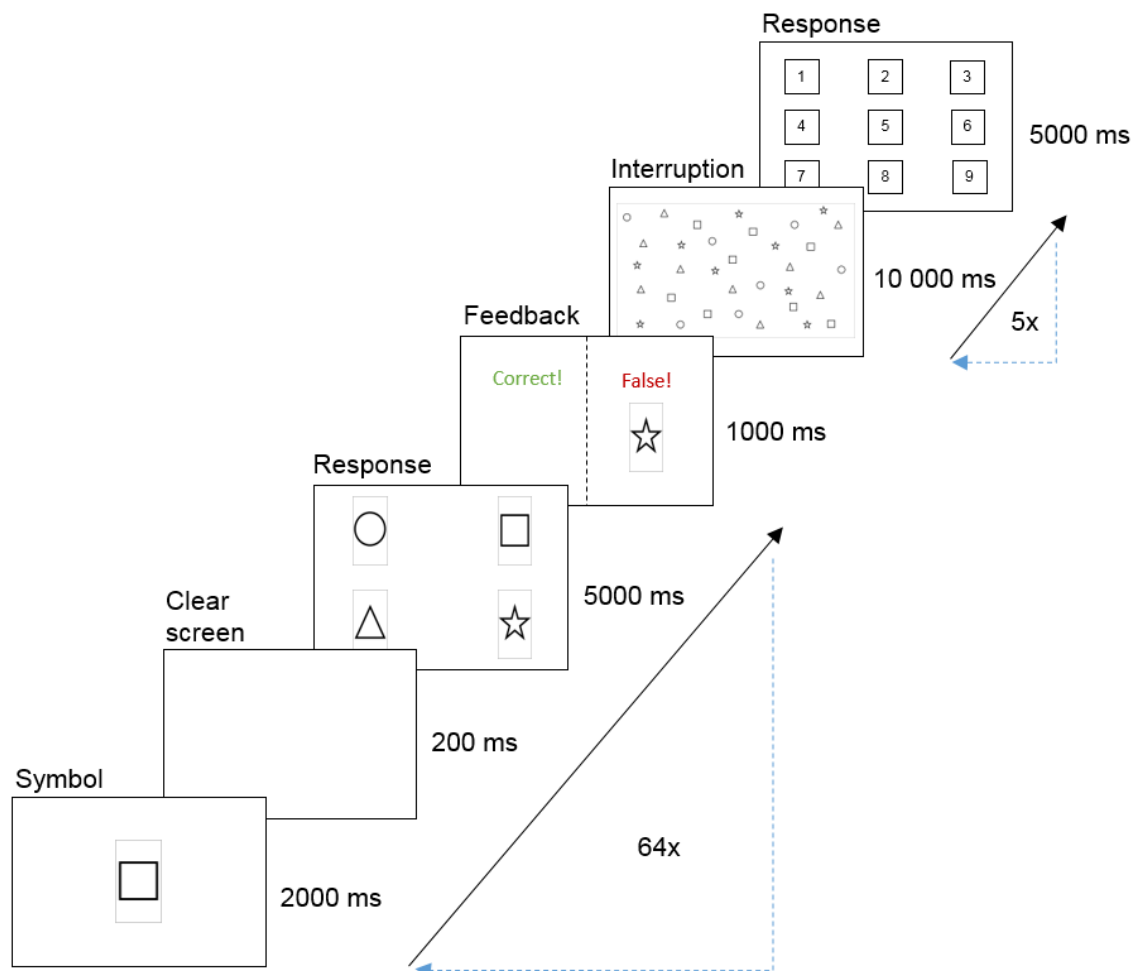 Response
1 2 3
4 5 6
7 8 9
5000 ms
Interruption
10 000 ms
5x
Feedback
Correct! False!
1000 ms
Response
5000 ms
Clear
screen
200 ms
Symbol
2000 ms
64x